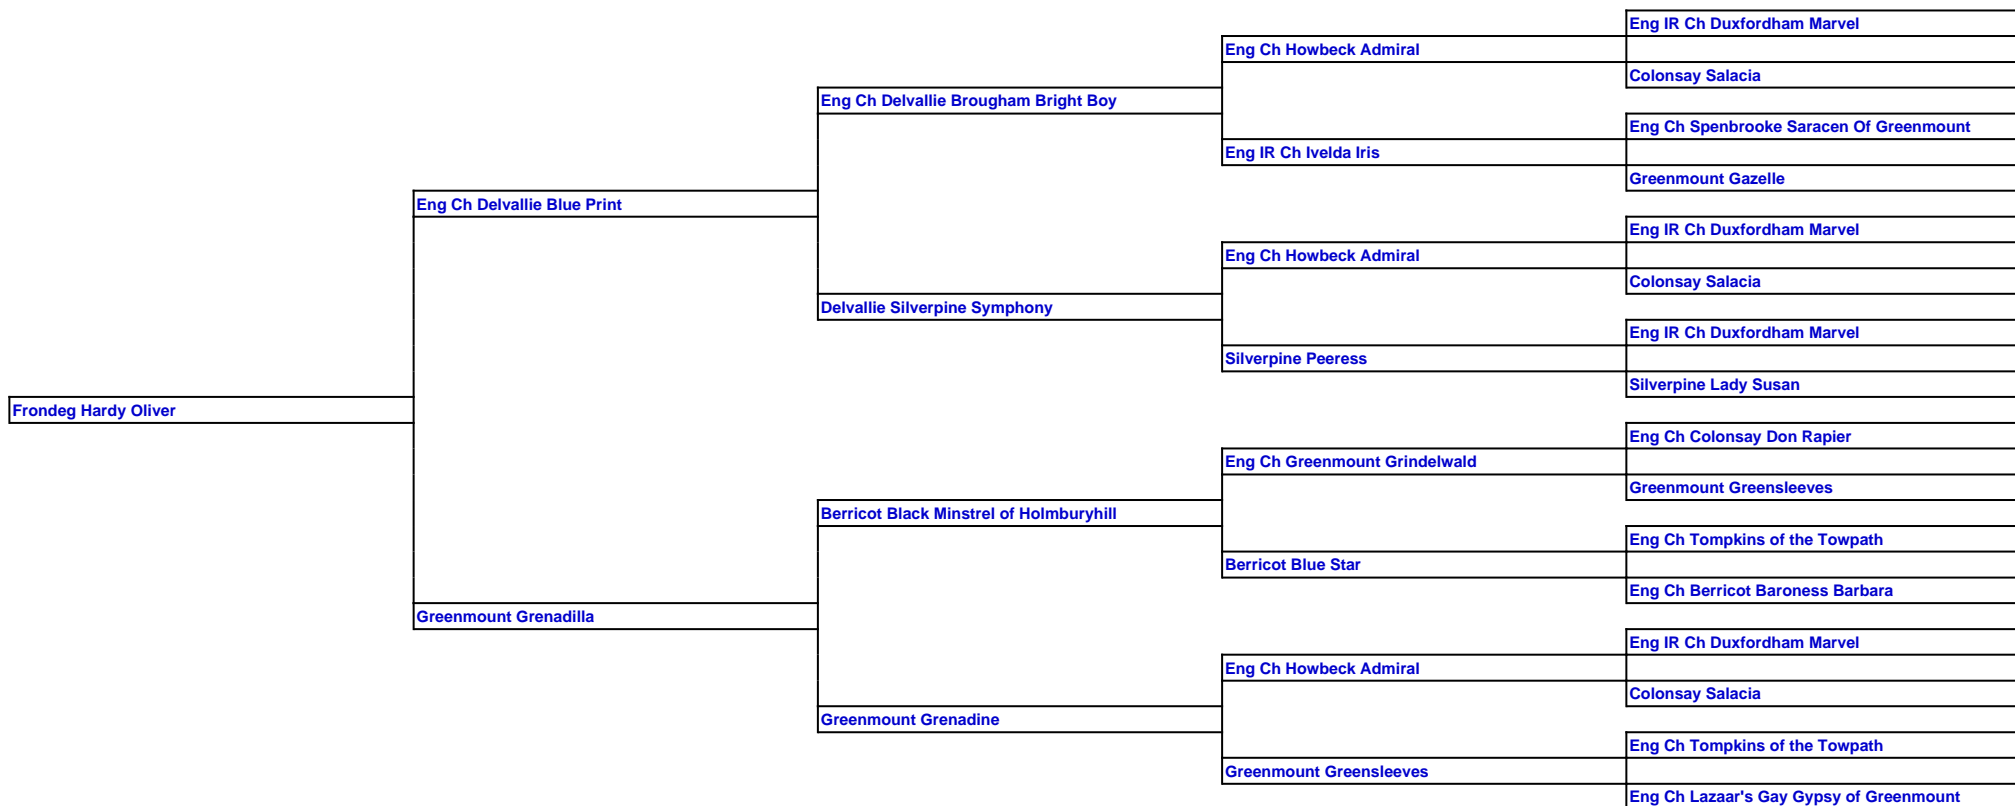 Eng IR Ch Duxfordham Marvel
Eng Ch Howbeck Admiral
Colonsay Salacia
Eng Ch Delvallie Brougham Bright Boy
Eng Ch Spenbrooke Saracen Of Greenmount
Eng IR Ch Ivelda Iris
Greenmount Gazelle
Eng Ch Delvallie Blue Print
Eng IR Ch Duxfordham Marvel
Eng Ch Howbeck Admiral
Colonsay Salacia
Delvallie Silverpine Symphony
Eng IR Ch Duxfordham Marvel
Silverpine Peeress
Silverpine Lady Susan
Frondeg Hardy Oliver
Eng Ch Colonsay Don Rapier
Eng Ch Greenmount Grindelwald
Greenmount Greensleeves
Berricot Black Minstrel of Holmburyhill
Eng Ch Tompkins of the Towpath
Berricot Blue Star
Eng Ch Berricot Baroness Barbara
Greenmount Grenadilla
Eng IR Ch Duxfordham Marvel
Eng Ch Howbeck Admiral
Colonsay Salacia
Greenmount Grenadine
Eng Ch Tompkins of the Towpath
Greenmount Greensleeves
Eng Ch Lazaar's Gay Gypsy of Greenmount